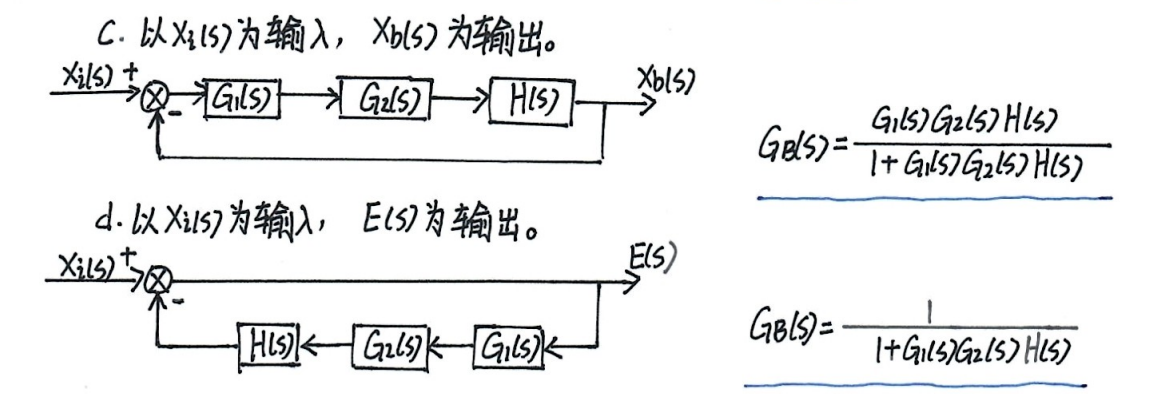 c. 以Xi(s)为输入， Xb(s)为输出。
Xi(s) + - G1(s) G2(s) H(s) Xb(s)
GB(s)= G1(s)G2(s)H(s) / 1+G1(s)G2(s)H(s)
d. 以Xi(s)为输入， E(s)为输出。
Xi(s) + - E(s)
H(s) G2(s) G1(s)
GB(s)= 1 / 1+G1(s)G2(s)H(s)